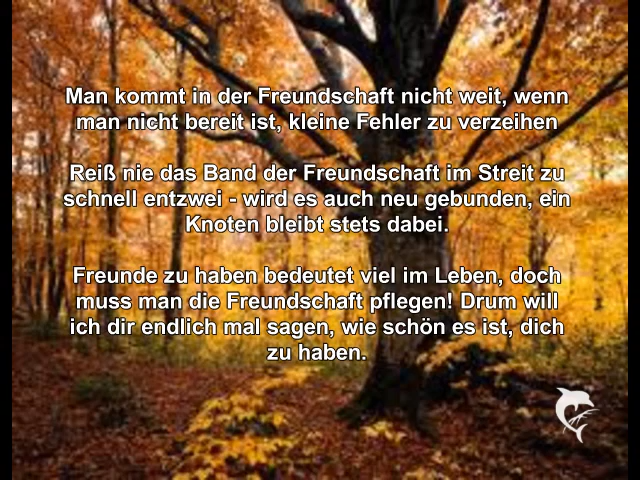 Man kommt in der Freundschaft nicht weit, wenn
man nicht bereit ist, kleine Fehler zu verzeihen
Reiß nie das Band der Freundschaft im Streit zu
schnell entzwei - wird es auch neu gebunden, ein
Knoten bleibt stets dabei.
Freunde zu haben bedeutet viel im Leben, doch
muss man die Freundschaft pflegen! Drum will
ich dir endlich mal sagen, wie schön es ist, dich
zu haben.